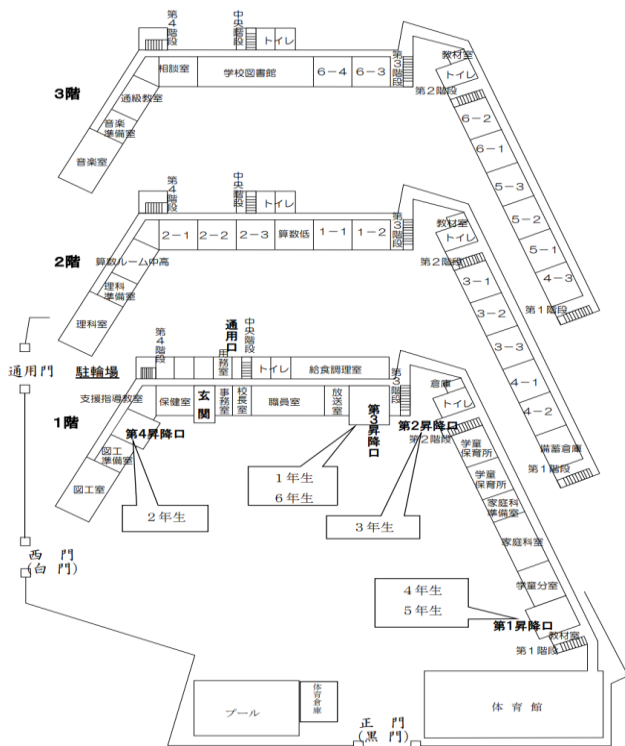 3階
第4階段
中央階段
トイレ
相談室
学校図書館
6-4
6-3
第3階段
通級教室
音楽準備室
音楽室
教材室
トイレ
第2階段
6-2
6-1
5-3
5-2
5-1
4-3
第1階段
2階
第4階段
中央階段
トイレ
2-1
2-2
2-3
算数低
1-1
1-2
第3階段
算数ルーム中高
理科準備室
理科室
教材室
トイレ
第2階段
3-1
3-2
3-3
4-1
4-2
備蓄倉庫
第1階段
通用門
駐輪場
1階
第4階段
用務室
通用口
中央階段
トイレ
給食調理室
支援指導教室
保健室
玄関
事務室
校長室
職員室
放送室
第3昇降口
第3階段
第4昇降口
図工準備室
図工室
倉庫
トイレ
第2昇降口
第2階段
学童保育所
学童保育所
家庭科準備室
家庭科室
学童分室
第1昇降口
教材室
第1階段
2年生
1年生
6年生
3年生
4年生
5年生
西門
(白門)
プール
体育倉庫
正門
(黒門)
体育館